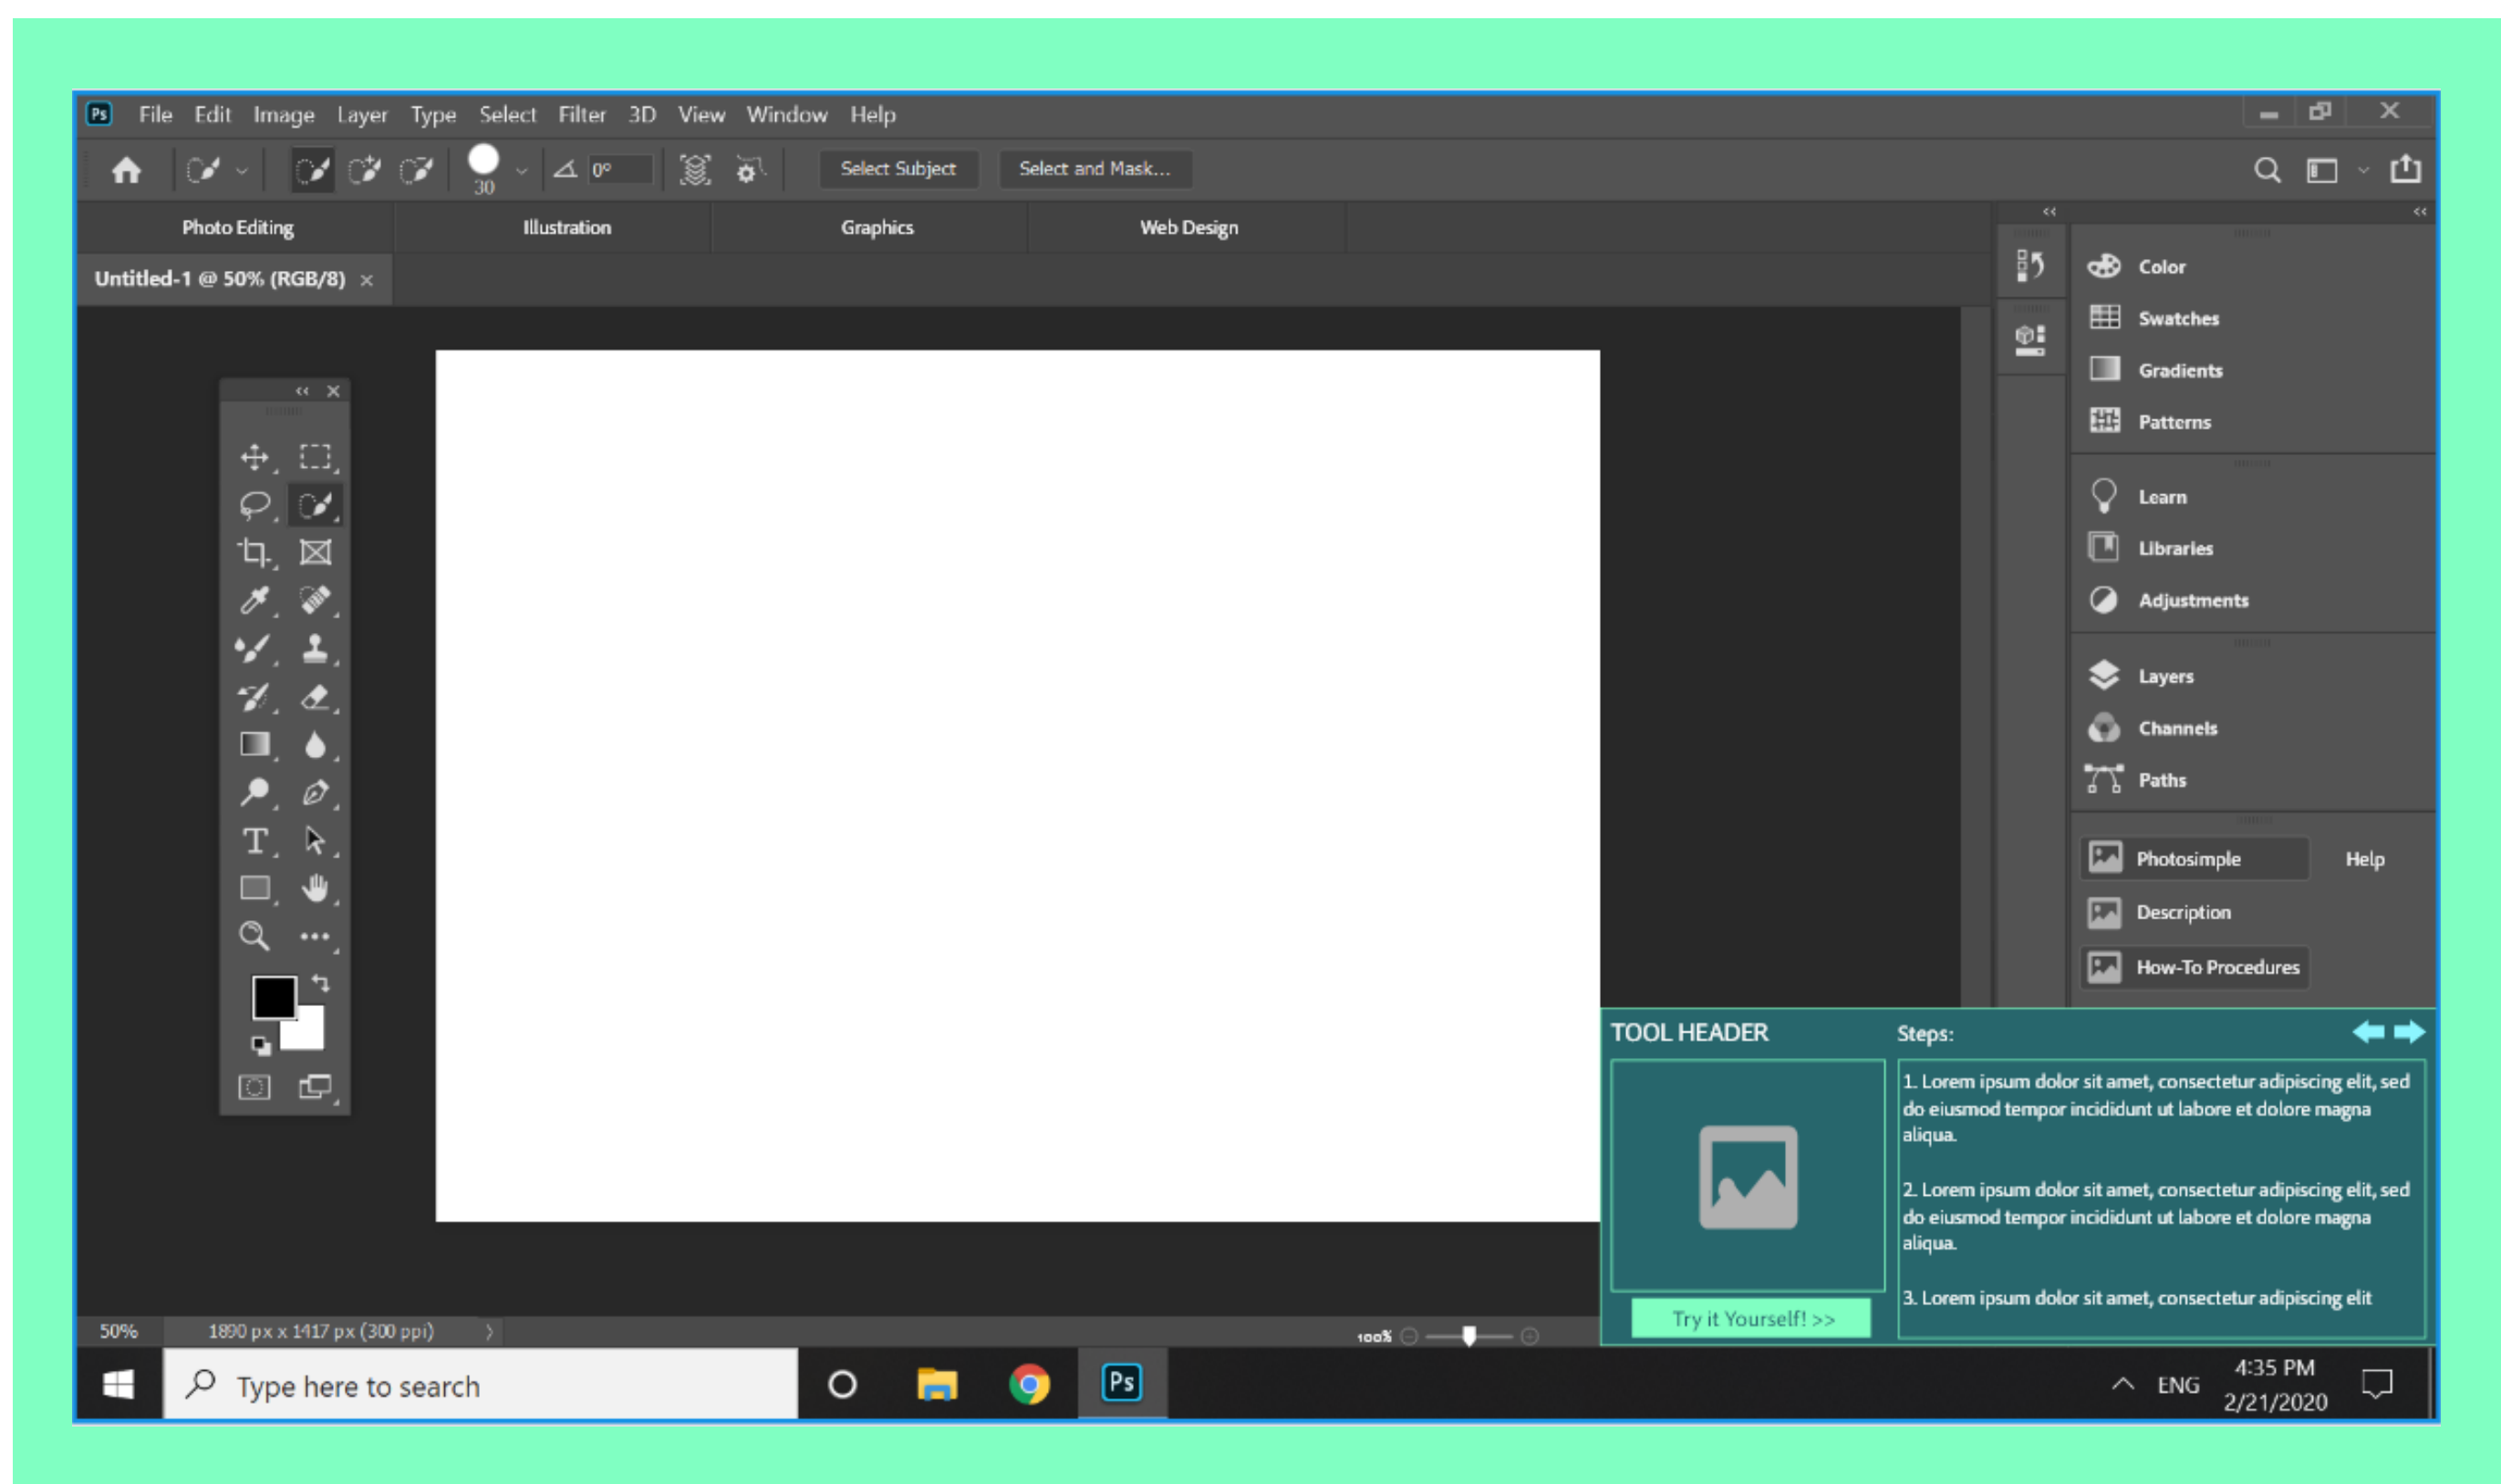 Ps File Edit Image Layer Type Select Filter 3D View Window Help
30 0° Select Subject Select and Mask...
Photo Editing Illustration Graphics Web Design
Untitled-1 @ 50% (RGB/8) ×
Color
Swatches
Gradients
Patterns
Learn
Libraries
Adjustments
Layers
Channels
Paths
Photosimple Help
Description
How-To Procedures
TOOL HEADER
Try it Yourself! >>
Steps:
1. Lorem ipsum dolor sit amet, consectetur adipiscing elit, sed
do eiusmod tempor incididunt ut labore et dolore magna
aliqua.
2. Lorem ipsum dolor sit amet, consectetur adipiscing elit, sed
do eiusmod tempor incididunt ut labore et dolore magna
aliqua.
3. Lorem ipsum dolor sit amet, consectetur adipiscing elit
50% 1890 px x 1417 px (300 ppi) 100%
Type here to search Ps ENG 4:35 PM
2/21/2020